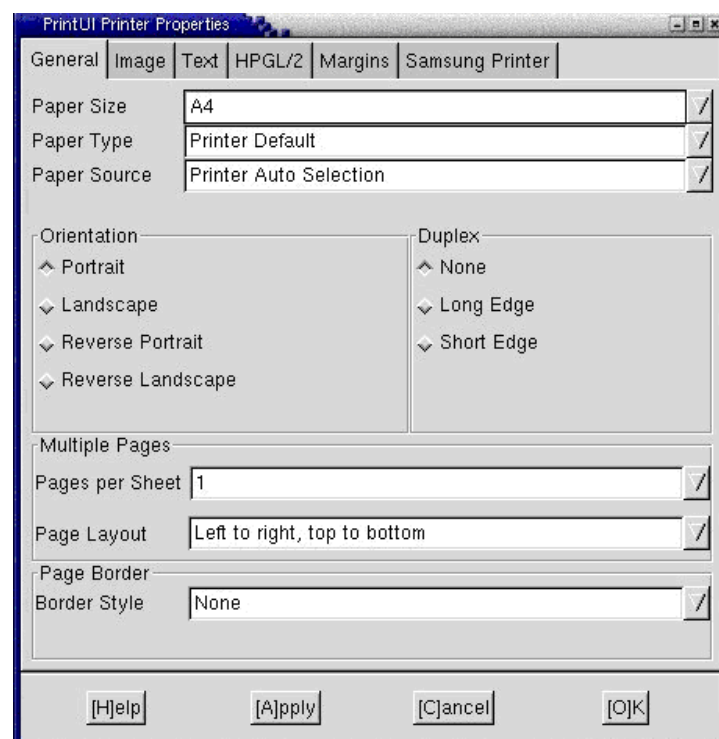 PrintUI Printer Properties
General Image Text HPGL/2 Margins Samsung Printer
Paper Size A4
Paper Type Printer Default
Paper Source Printer Auto Selection
Orientation Duplex
Portrait None
Landscape Long Edge
Reverse Portrait Short Edge
Reverse Landscape
Multiple Pages
Pages per Sheet 1
Page Layout Left to right, top to bottom
Page Border
Border Style None
[H]elp [A]pply [C]ancel [O]K